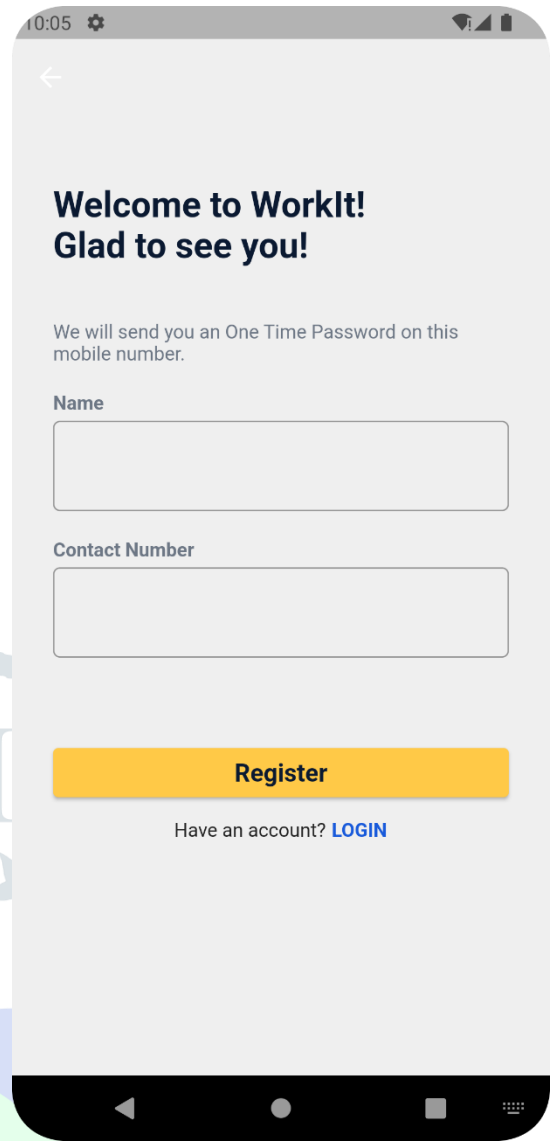 10:05
Welcome to WorkIt!
Glad to see you!
We will send you an One Time Password on this
mobile number.
Name
Contact Number
Register
Have an account? LOGIN